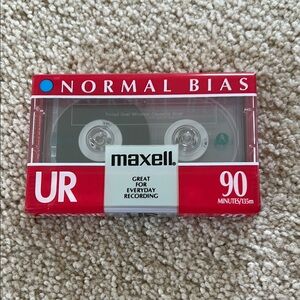 NORMAL BIAS
maxell.
UR
GREAT
FOR
EVERYDAY
RECORDING
90
MINUTES/135m